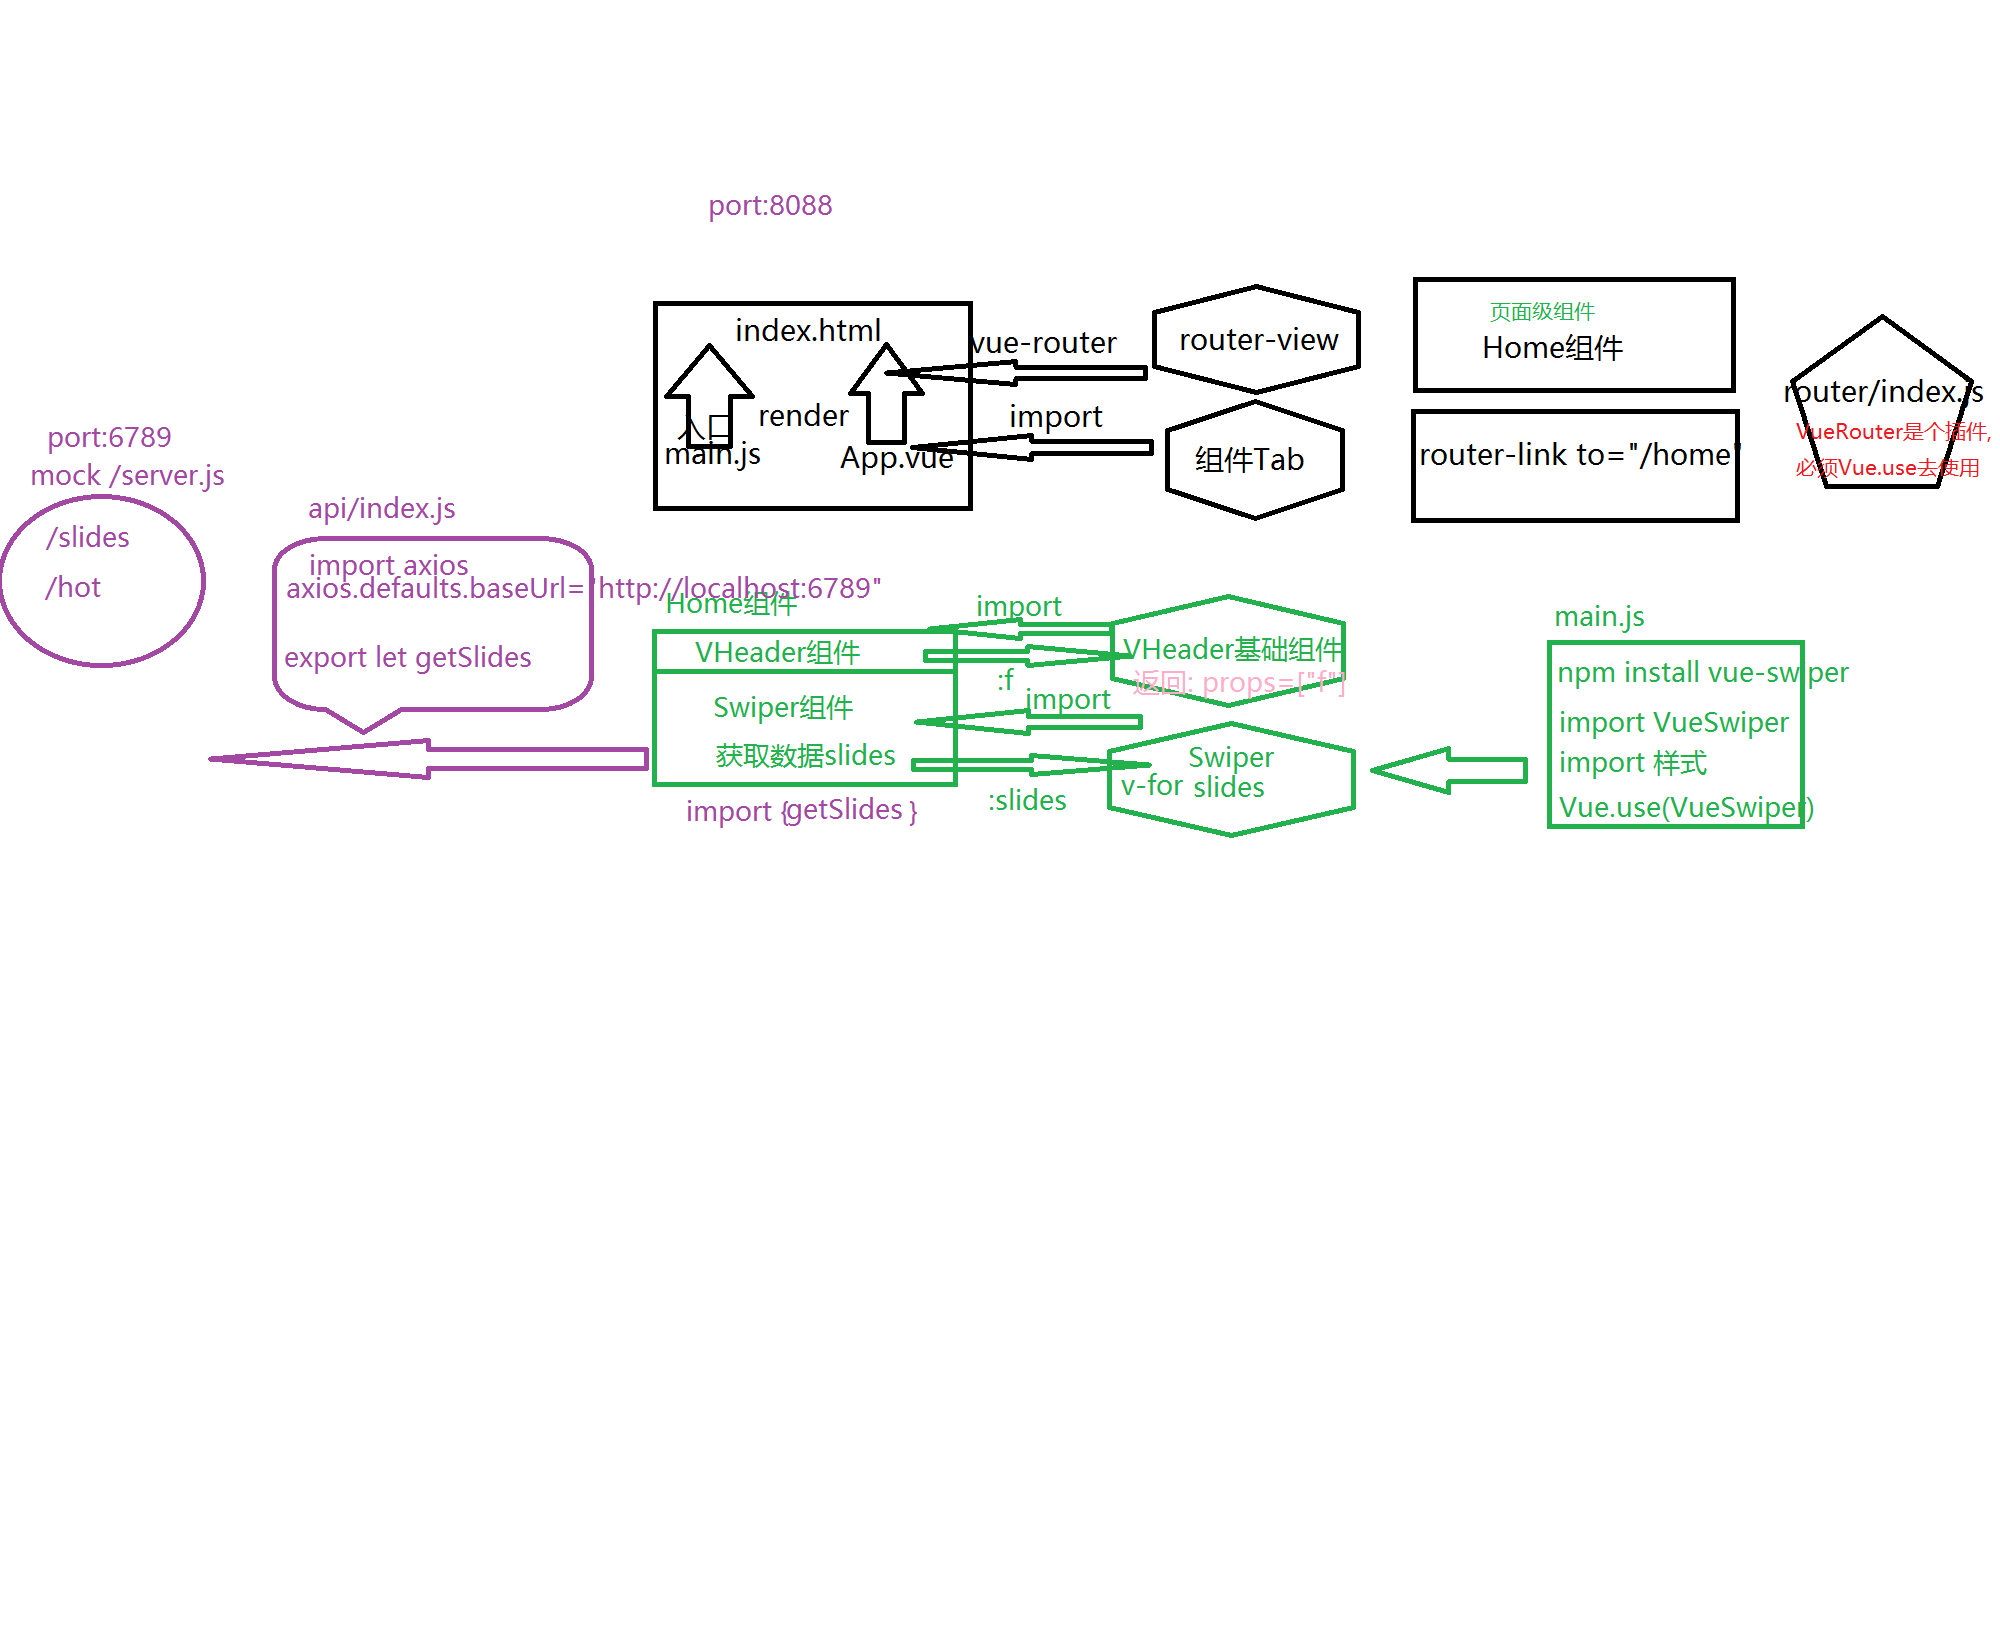 port:8088
index.html
入口
main.js
render
App.vue
vue-router
import
router-view
组件Tab
页面级组件
Home组件
router-link to="/home"
router/index.js
VueRouter是个插件,
必须Vue.use去使用
port:6789
mock /server.js
/slides
/hot
api/index.js
import axios
axios.defaults.baseUrl="http://localhost:6789"
export let getSlides
Home组件
VHeader组件
Swiper组件
获取数据slides
import {getSlides }
import
:f
import
:slides
VHeader基础组件
返回: props=["f"]
Swiper
v-for slides
main.js
npm install vue-swiper
import VueSwiper
import 样式
Vue.use(VueSwiper)